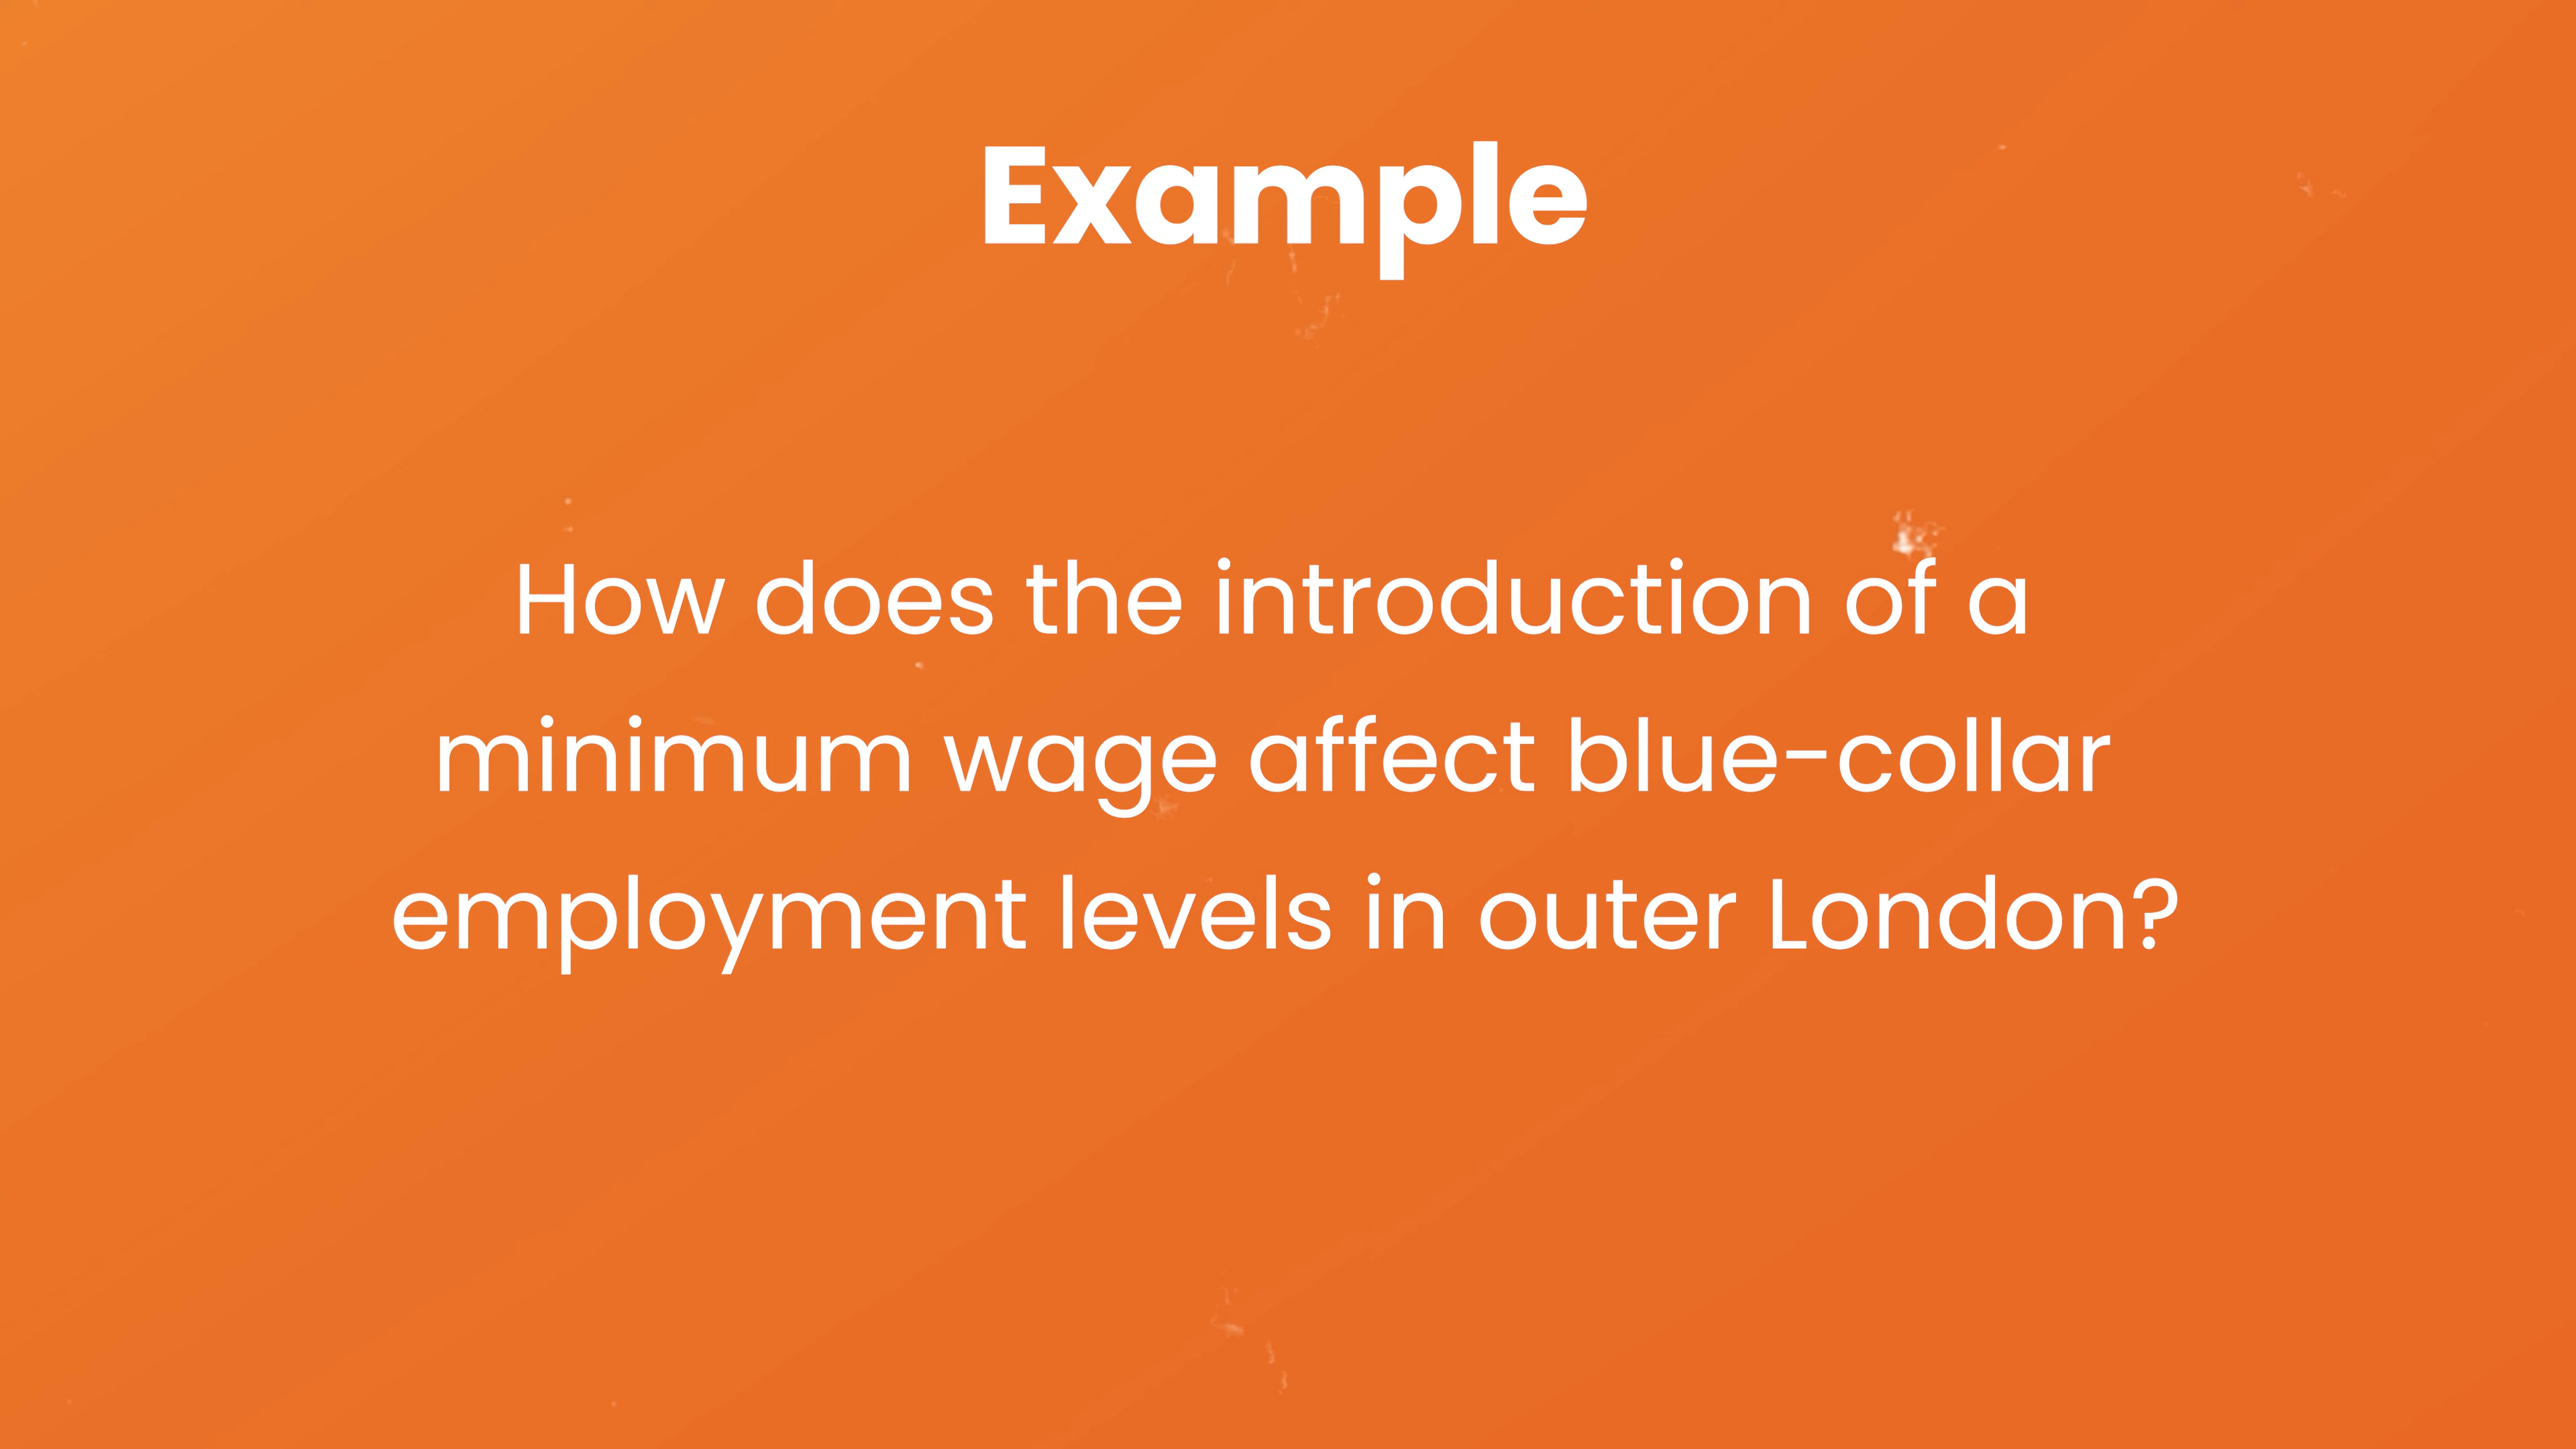 Example
How does the introduction of a
minimum wage affect blue-collar
employment levels in outer London?